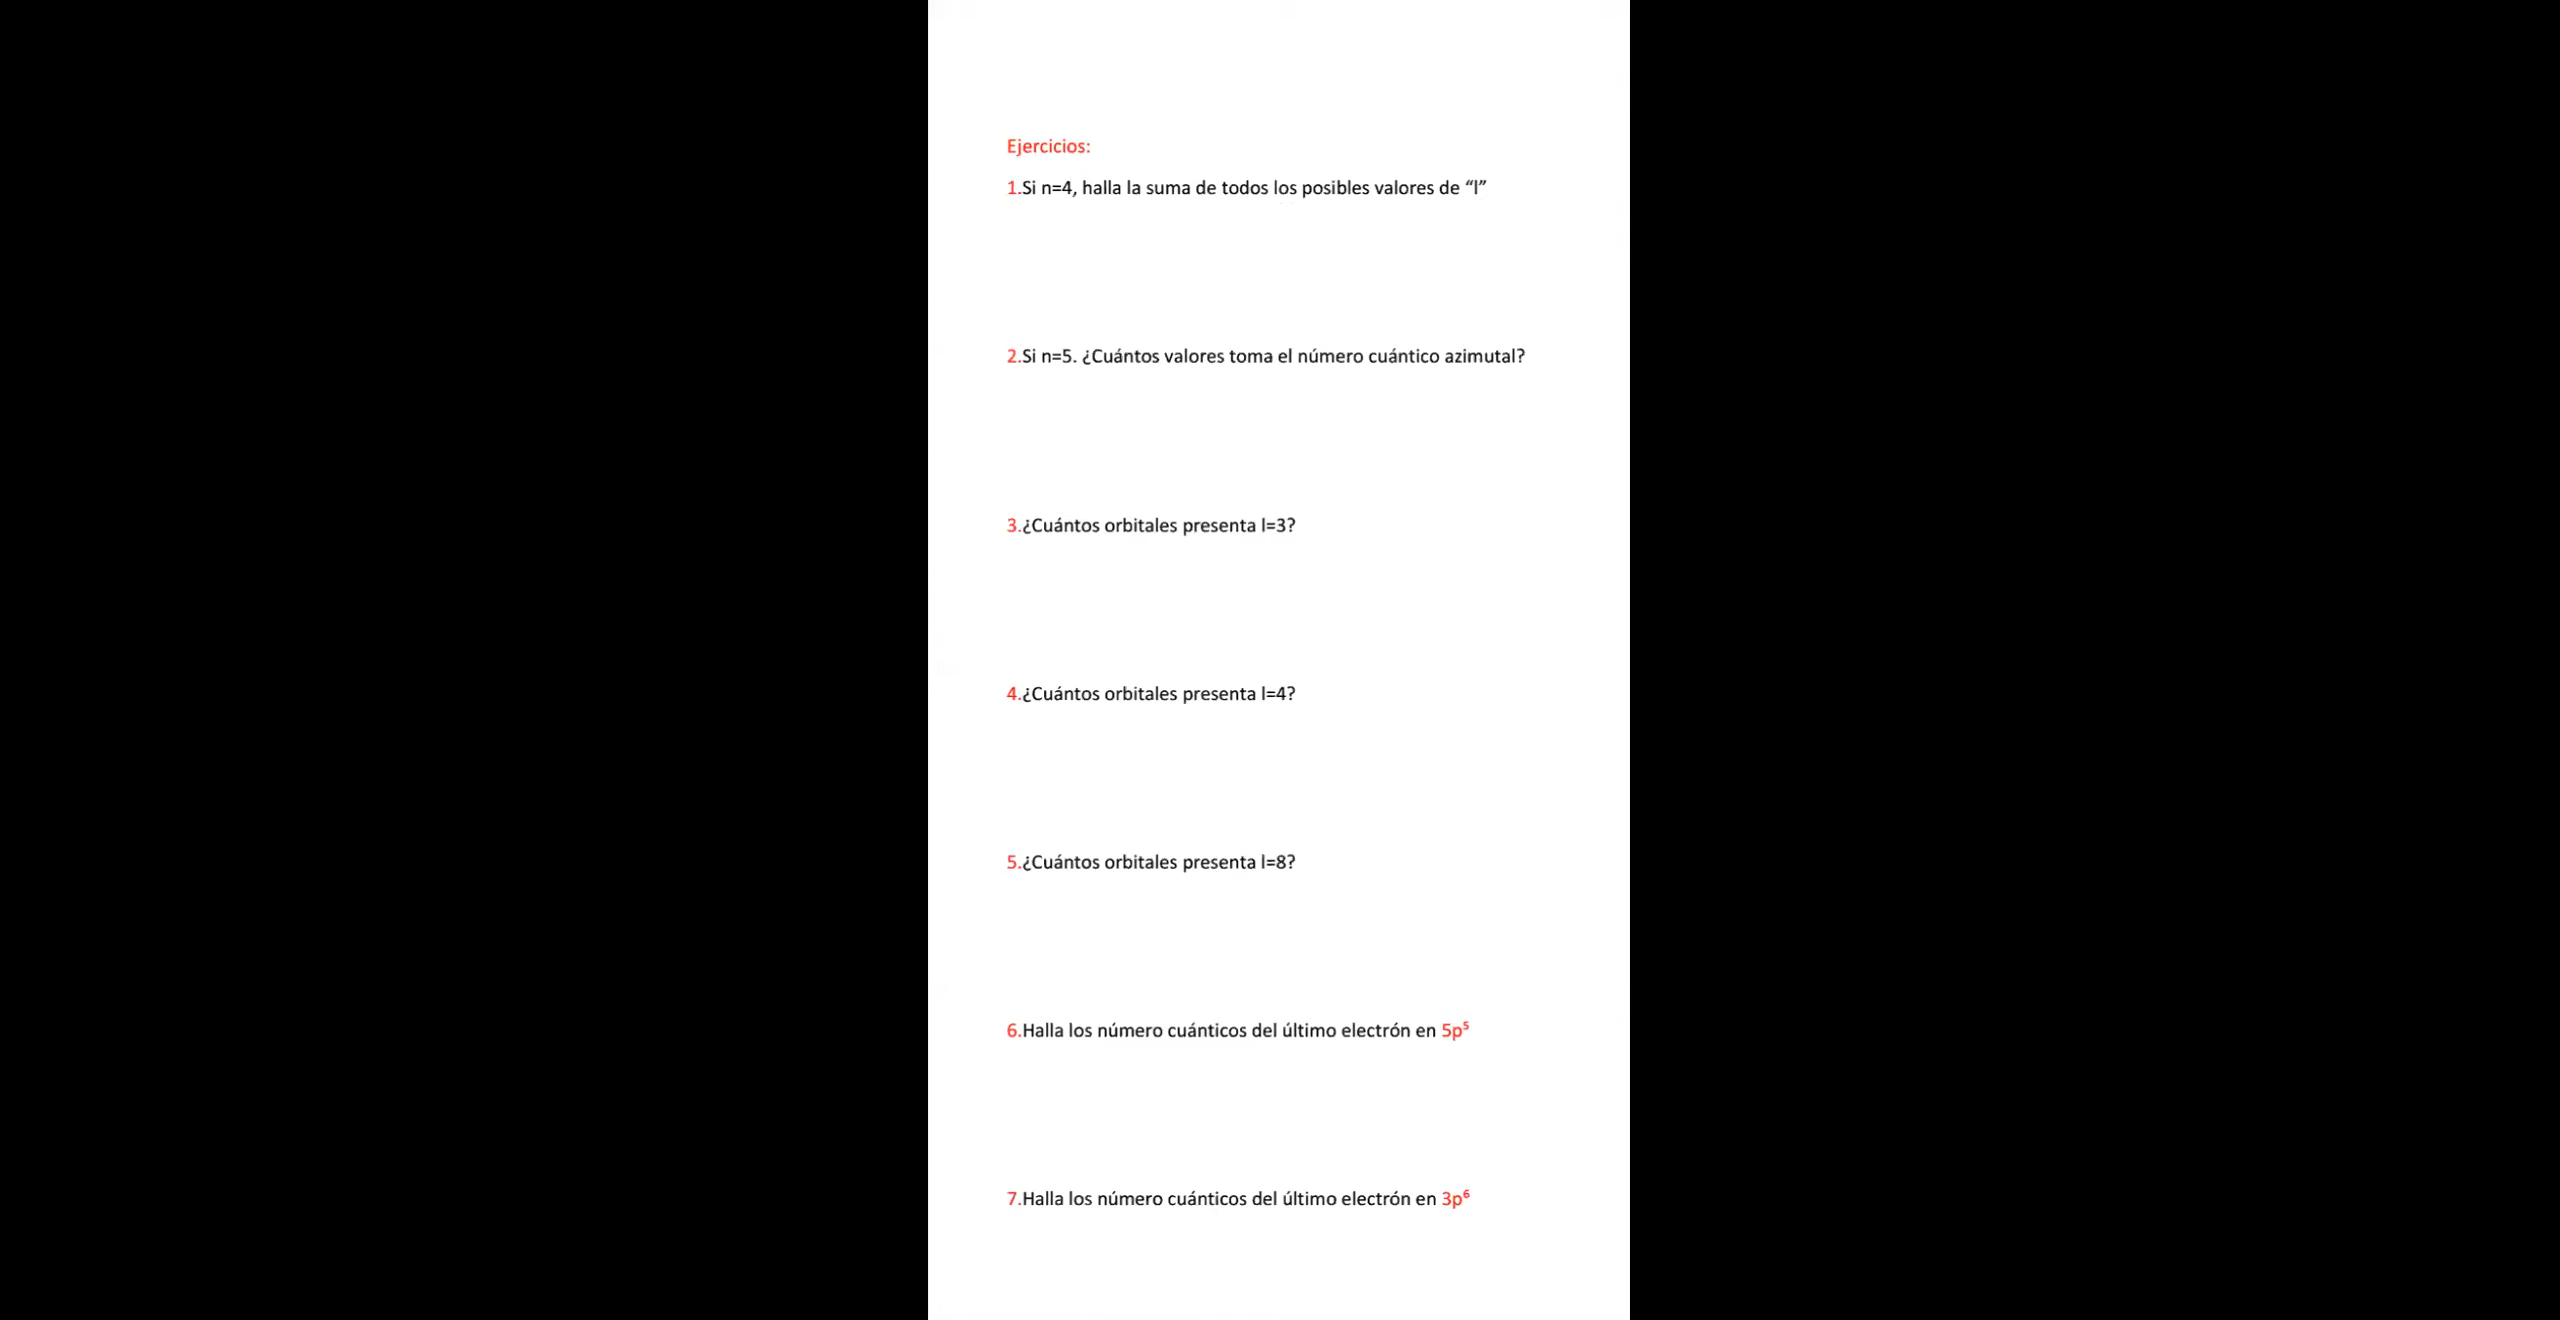 Ejercicios:
1.Si n=4, halla la suma de todos los posibles valores de “l”
2.Si n=5. ¿Cuántos valores toma el número cuántico azimutal?
3.¿Cuántos orbitales presenta l=3?
4.¿Cuántos orbitales presenta l=4?
5.¿Cuántos orbitales presenta l=8?
6.Halla los número cuánticos del último electrón en 5p⁵
7.Halla los número cuánticos del último electrón en 3p⁶